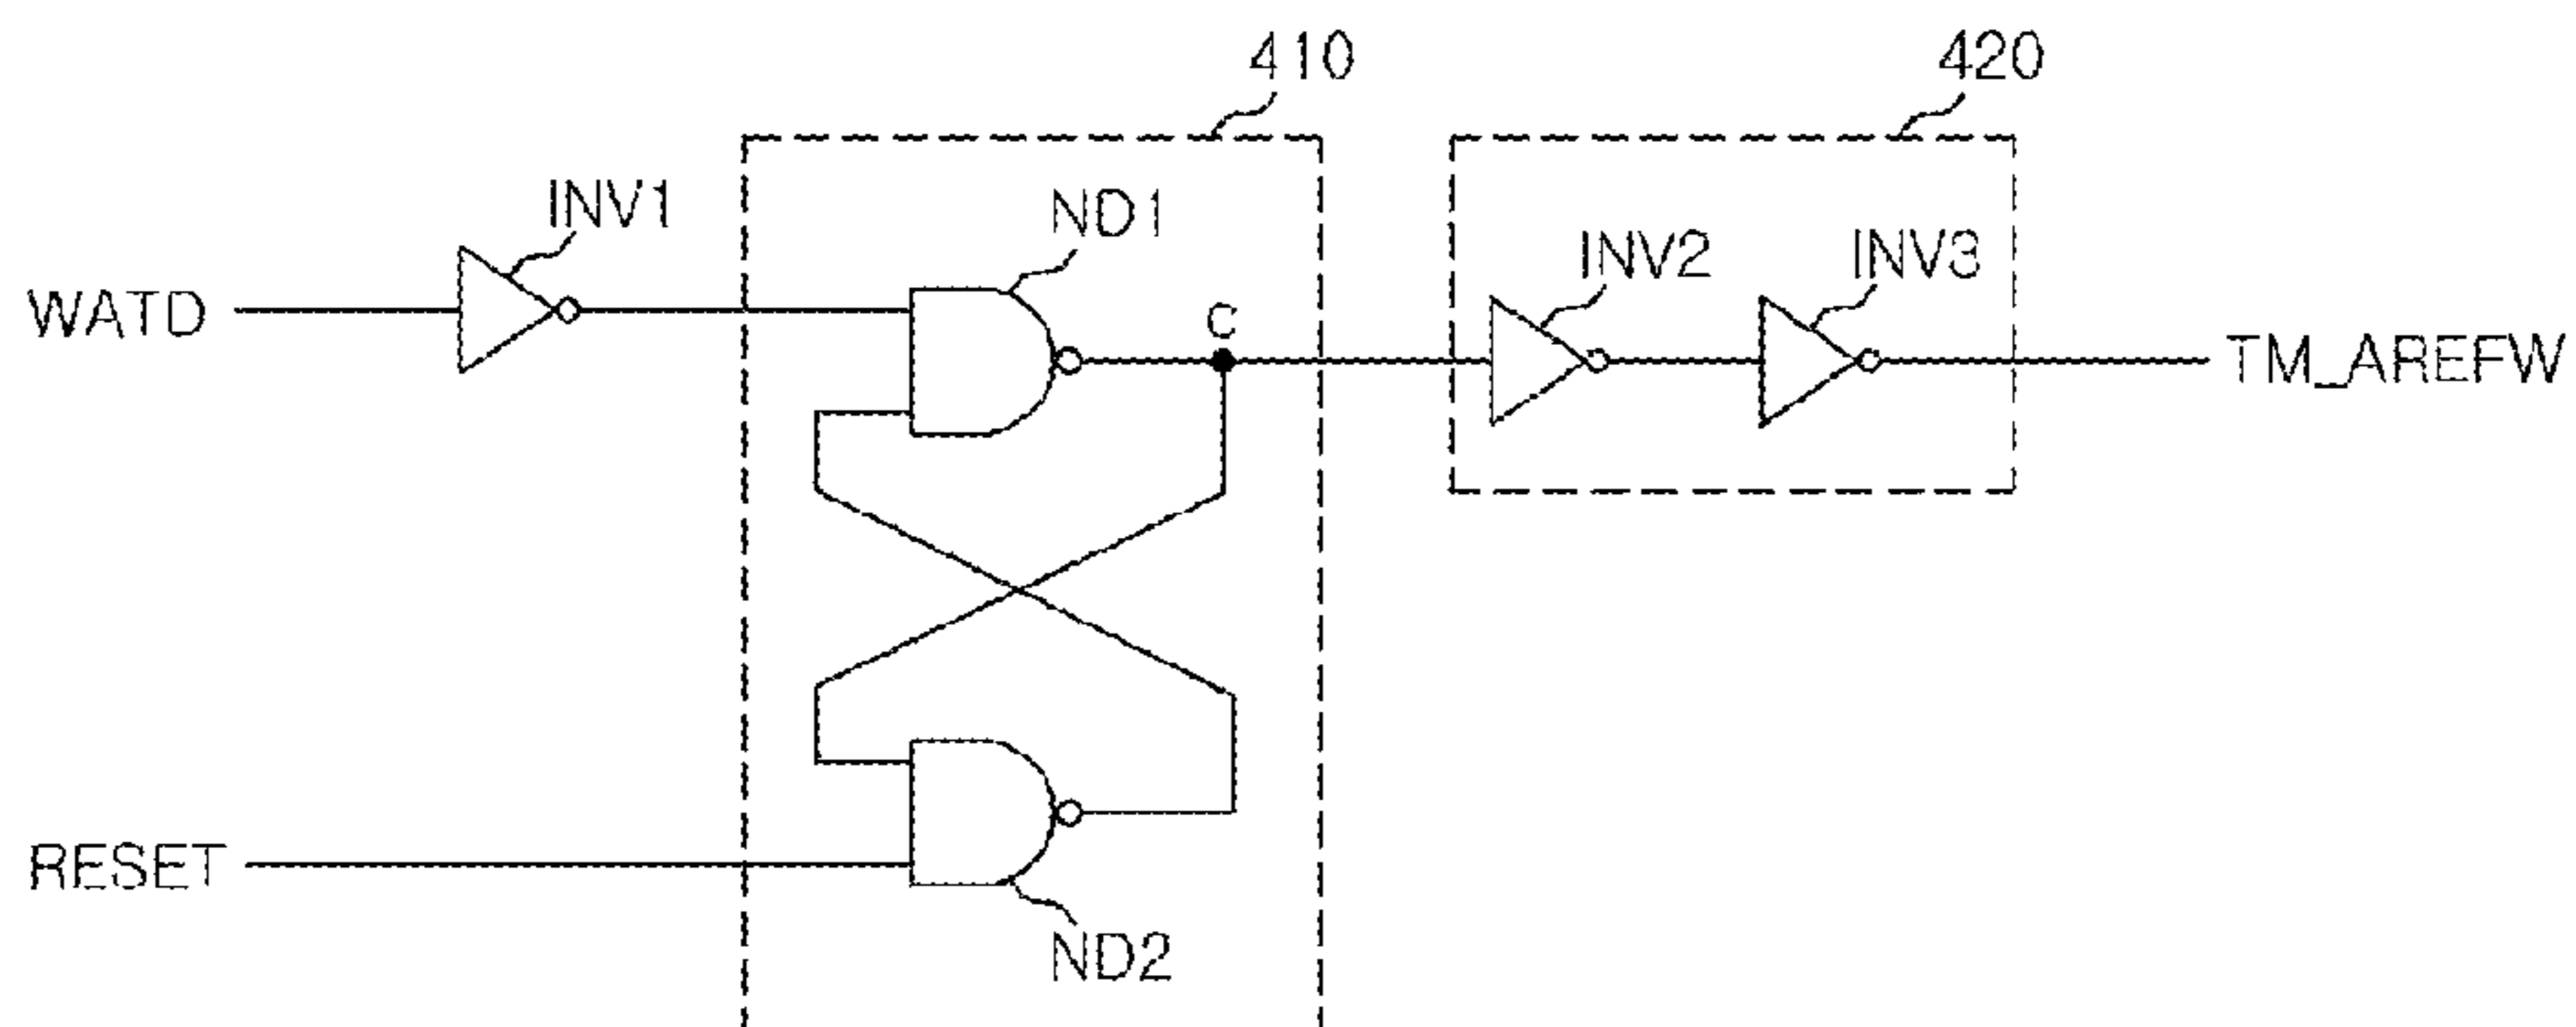 410
420
INV1
ND1
INV2
INV3
WATD
C
TM_AREFW
RESET
ND2